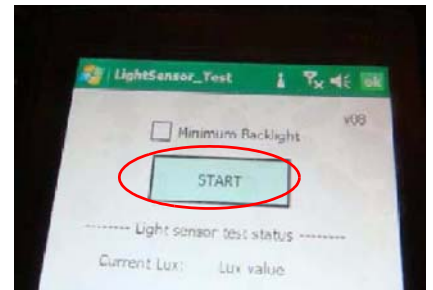 LightSensor_Test ok
v08
Minimum Backlight
START
------- Light sensor test status -------
Current Lux: Lux value